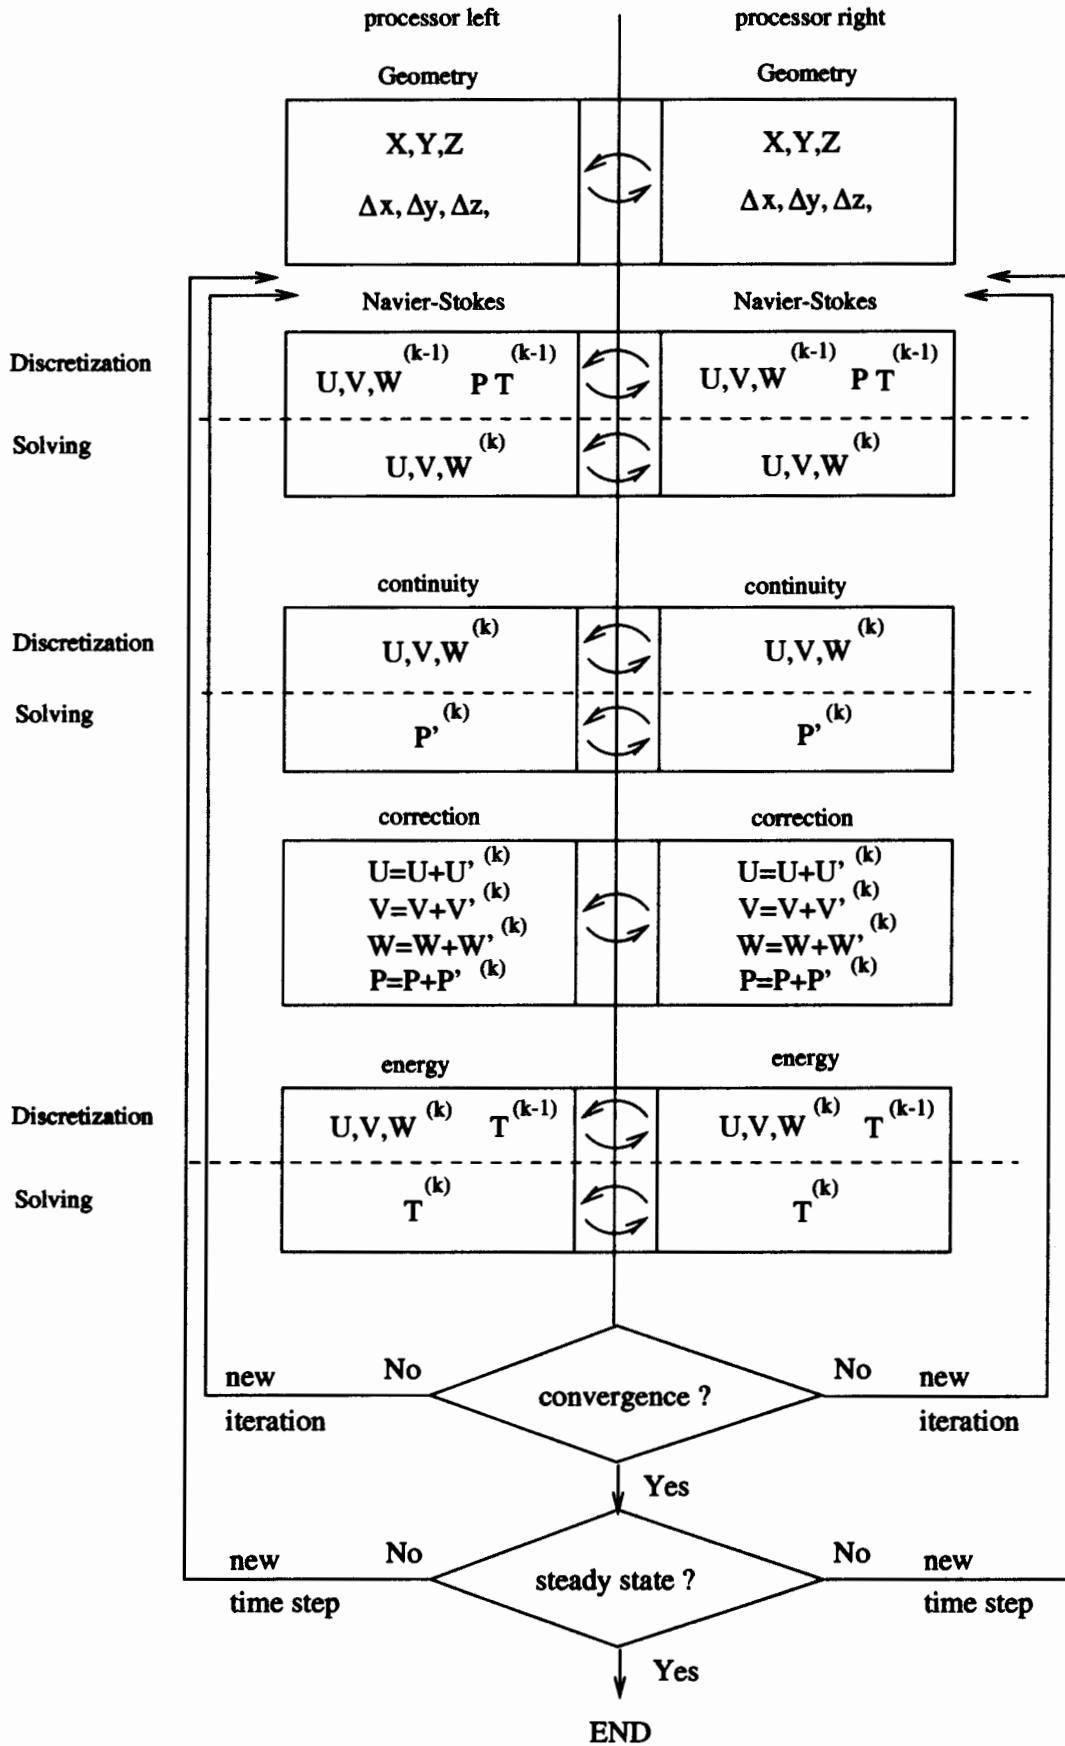 processor left processor right
Geometry Geometry
X,Y,Z X,Y,Z
Δx, Δy, Δz, Δx, Δy, Δz,
Navier-Stokes Navier-Stokes
Discretization U,V,W (k-1) P T (k-1) U,V,W (k-1) P T (k-1)
Solving U,V,W (k) U,V,W (k)
continuity continuity
Discretization U,V,W (k) U,V,W (k)
Solving P' (k) P' (k)
correction correction
U=U+U' (k) U=U+U' (k)
V=V+V' (k) V=V+V' (k)
W=W+W' (k) W=W+W' (k)
P=P+P' (k) P=P+P' (k)
energy energy
Discretization U,V,W (k) T (k-1) U,V,W (k) T (k-1)
Solving T (k) T (k)
new No convergence ? No new
iteration iteration
Yes
new No steady state ? No new
time step time step
Yes
END